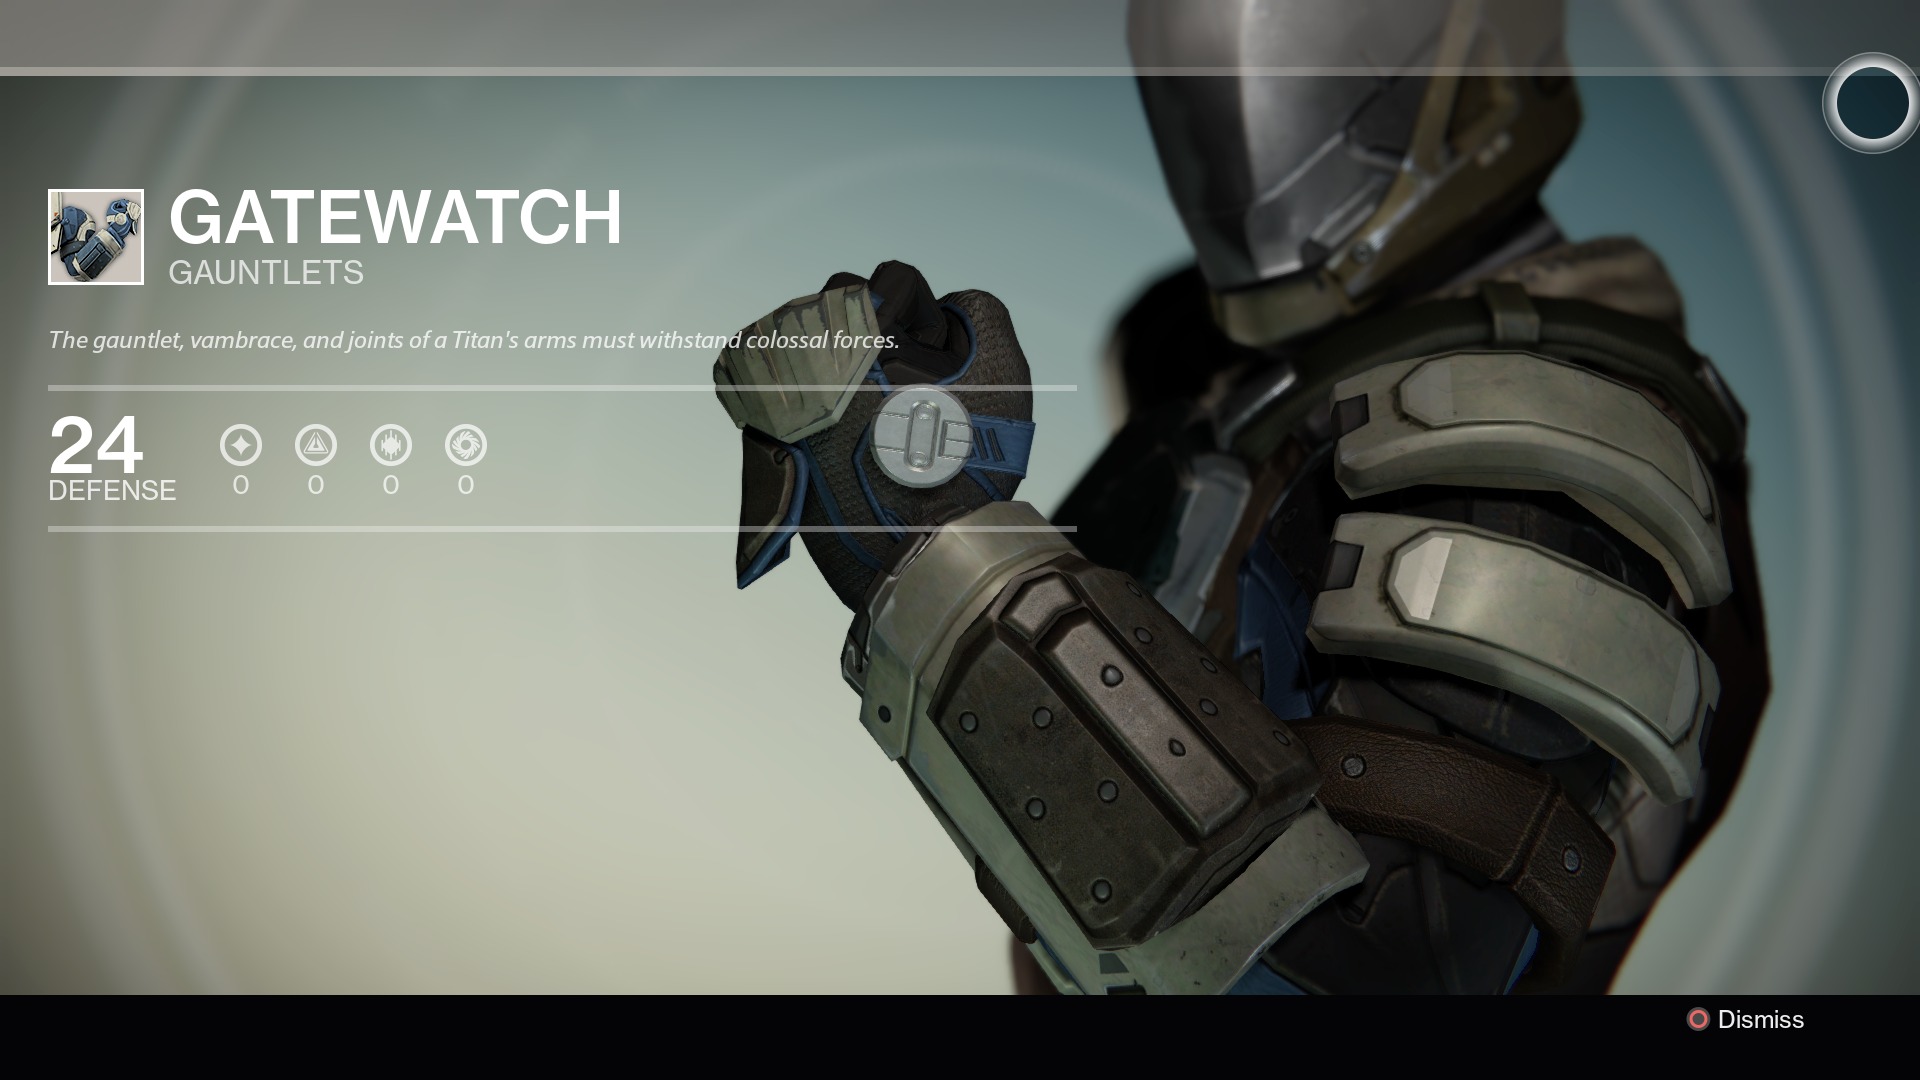 GATEWATCH
GAUNTLETS
The gauntlet, vambrace, and joints of a Titan's arms must withstand colossal forces.
24
DEFENSE
0 0 0 0
Dismiss